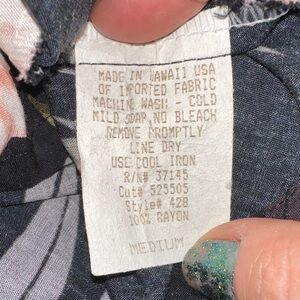 MADE IN HAWAII USA
OF IMPORTED FABRIC
MACHIN WASH - COLD
MILD SOAP, NO BLEACH
REMOVE PROMPTLY
LINE DRY
USE COOL IRON
R/N# 37145
Cut# 525505
Style# 428
100% RAYON
MEDIUM